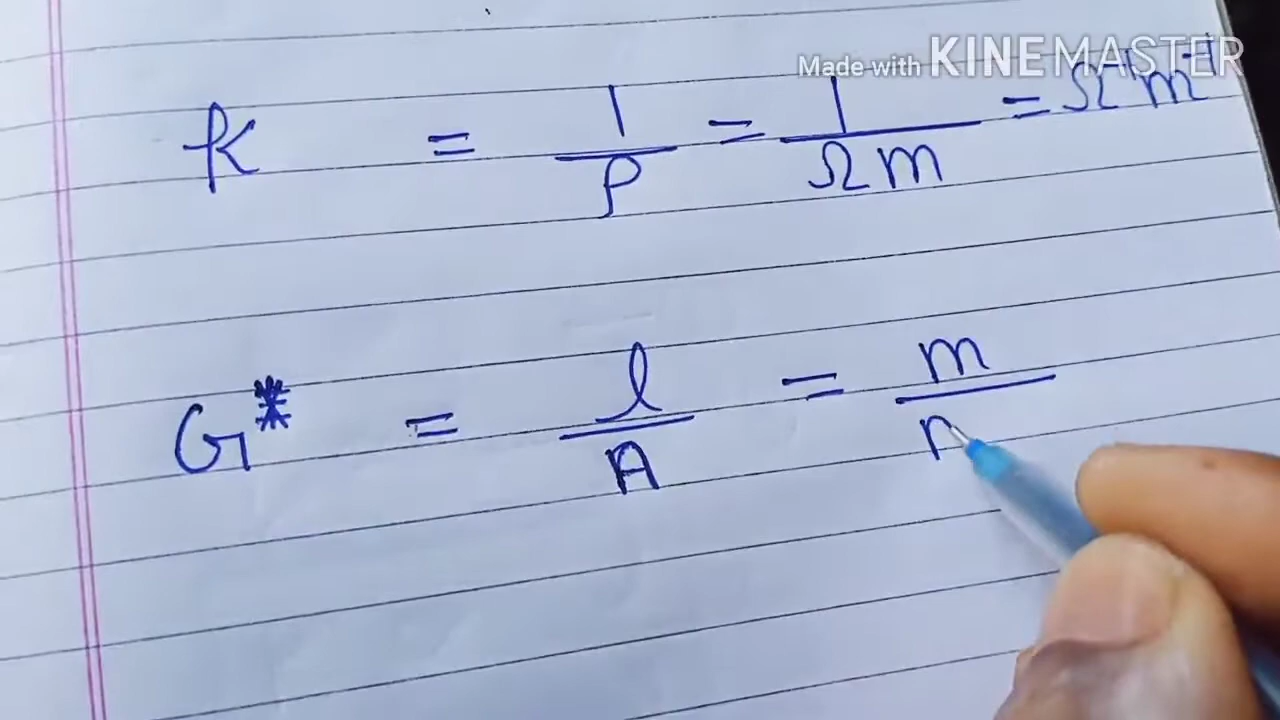 Made with KINEMASTER
k = 1/ρ = 1/Ωm = Ω⁻¹m⁻¹
G* = l/A = m/